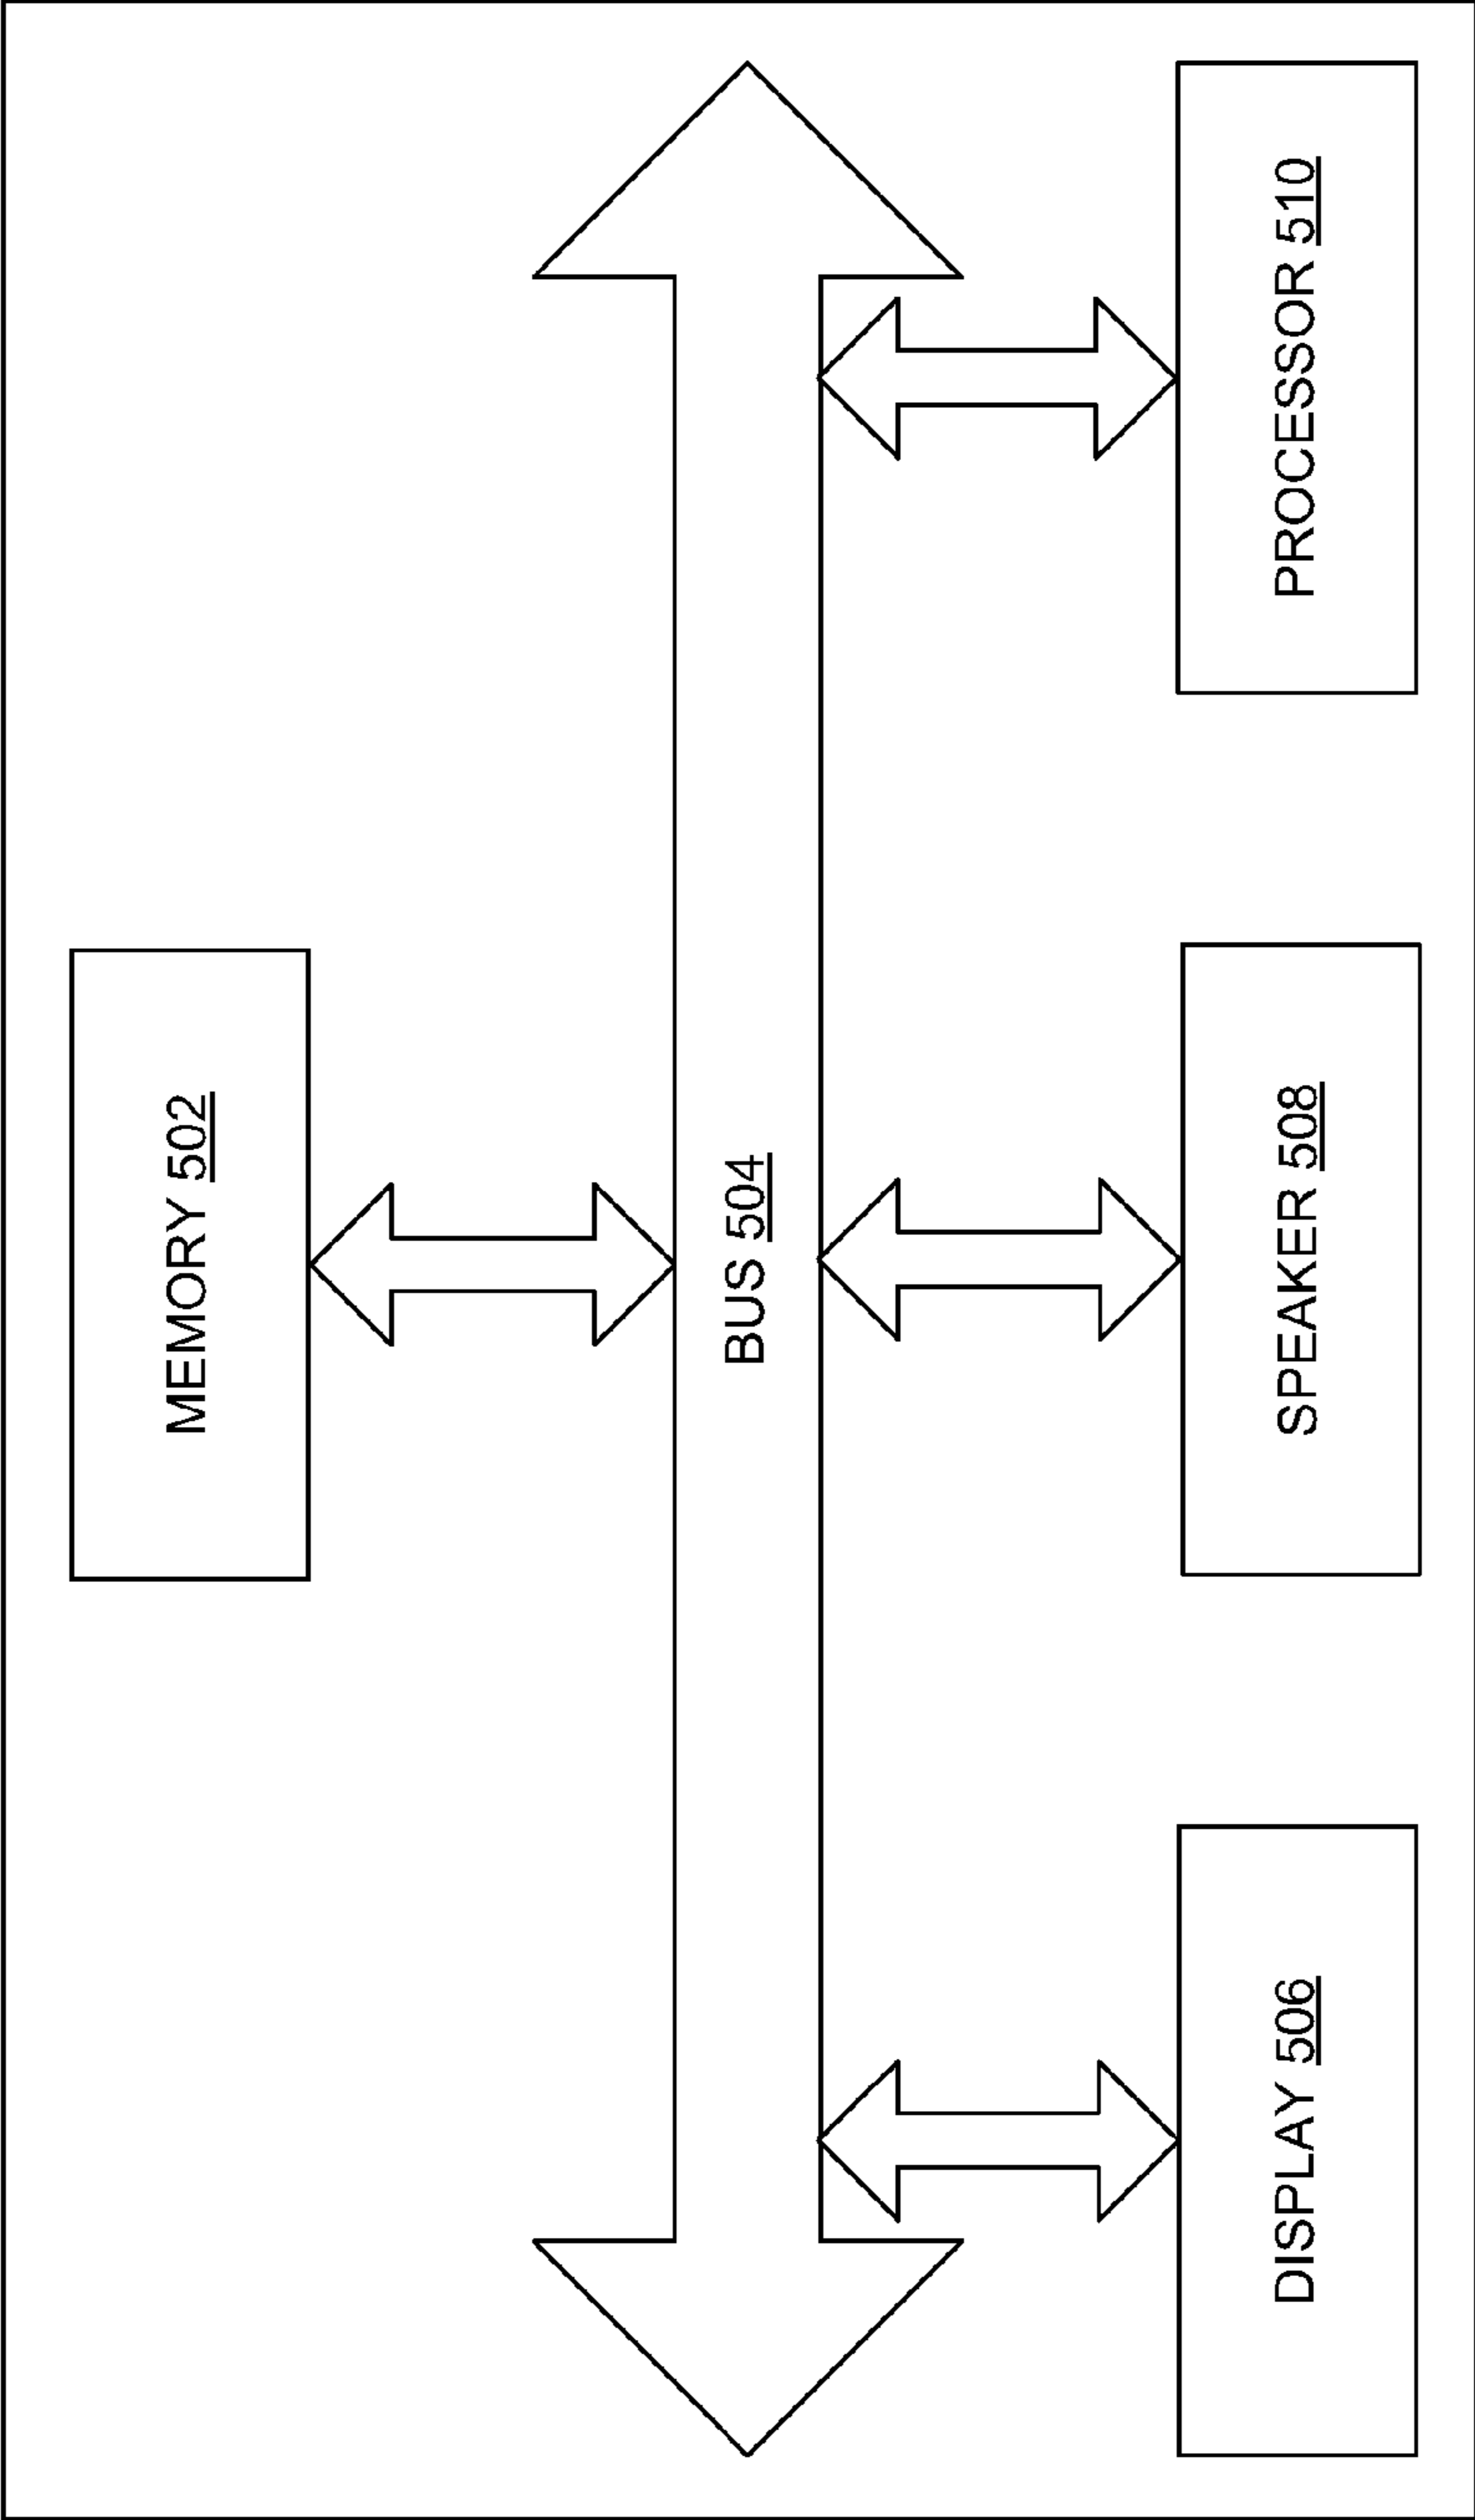 MEMORY 502
BUS 504
DISPLAY 506
SPEAKER 508
PROCESSOR 510